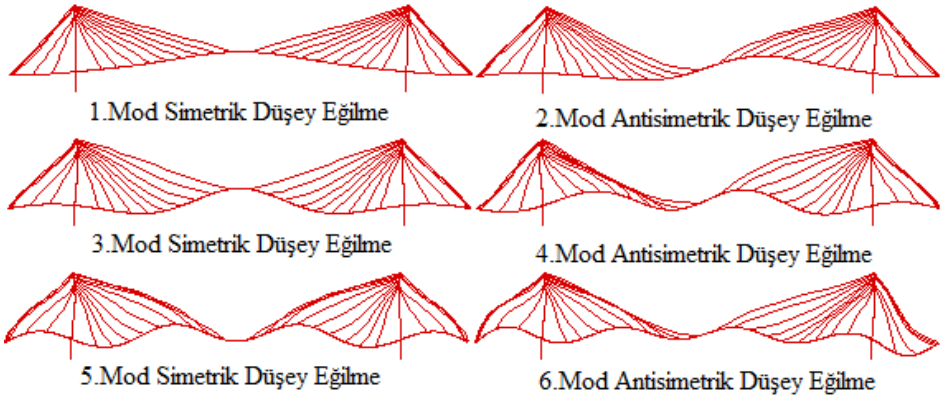 1.Mod Simetrik Düşey Eğilme
2.Mod Antisimetrik Düşey Eğilme
3.Mod Simetrik Düşey Eğilme
4.Mod Antisimetrik Düşey Eğilme
5.Mod Simetrik Düşey Eğilme
6.Mod Antisimetrik Düşey Eğilme